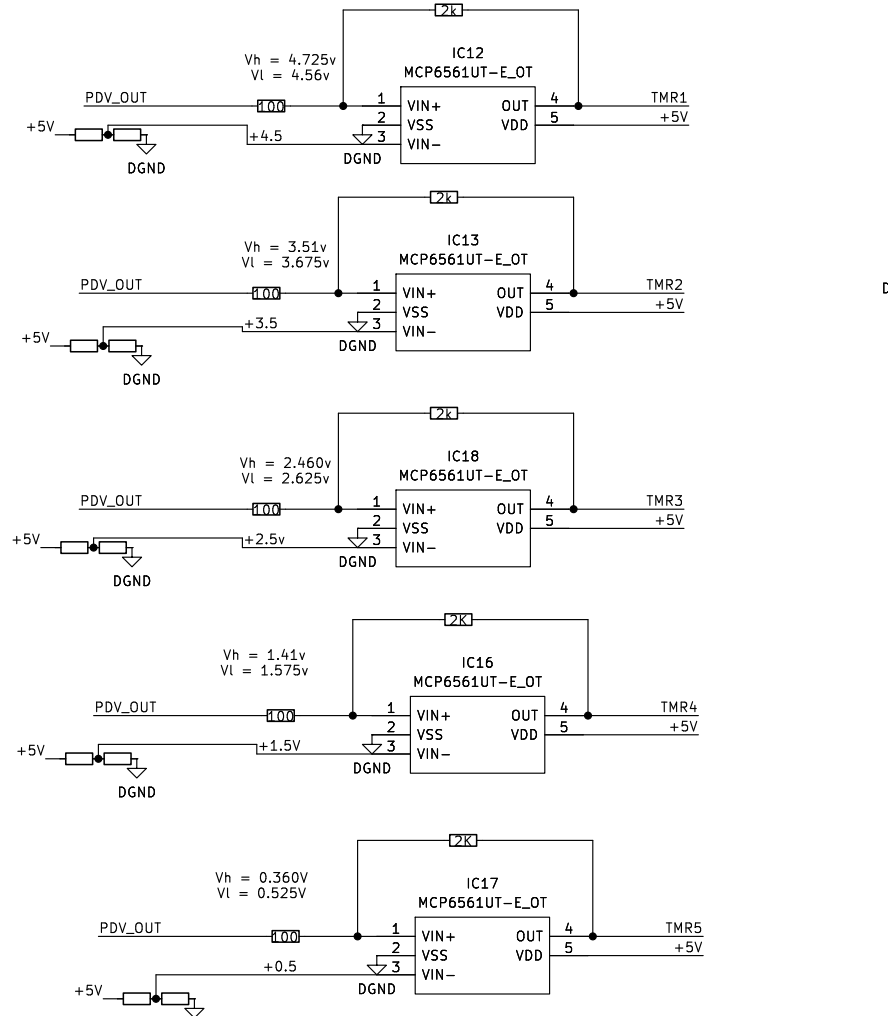 2k
IC12
MCP6561UT-E_OT
Vh = 4.725v
Vl = 4.56v
PDV_OUT
100
1 VIN+ OUT 4
TMR1
2 VSS VDD 5
+5V
3 VIN-
+5V
+4.5
DGND
DGND
2k
IC13
MCP6561UT-E_OT
Vh = 3.51v
Vl = 3.675v
PDV_OUT
100
1 VIN+ OUT 4
TMR2
2 VSS VDD 5
+5V
3 VIN-
+5V
+3.5
DGND
DGND
2k
IC18
MCP6561UT-E_OT
Vh = 2.460v
Vl = 2.625v
PDV_OUT
100
1 VIN+ OUT 4
TMR3
2 VSS VDD 5
+5V
3 VIN-
+5V
+2.5v
DGND
DGND
2K
IC16
MCP6561UT-E_OT
Vh = 1.41v
Vl = 1.575v
PDV_OUT
100
1 VIN+ OUT 4
TMR4
2 VSS VDD 5
+5V
3 VIN-
+5V
+1.5V
DGND
DGND
2K
IC17
MCP6561UT-E_OT
Vh = 0.360V
Vl = 0.525V
PDV_OUT
100
1 VIN+ OUT 4
TMR5
2 VSS VDD 5
+5V
3 VIN-
+0.5
DGND
+5V